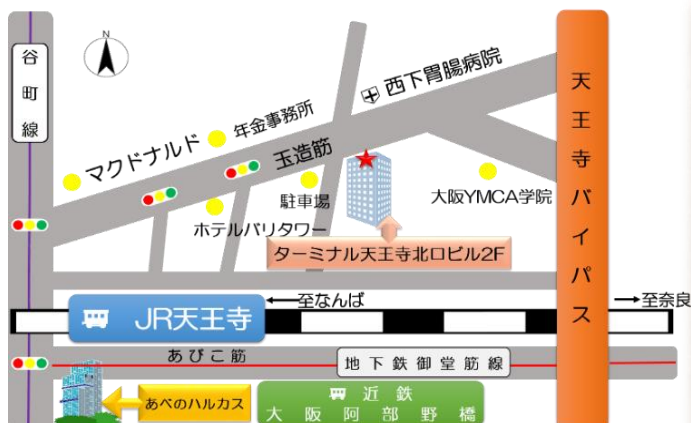 N
谷町線
西下胃腸病院
年金事務所
マクドナルド
玉造筋
天王寺バイパス
駐車場
大阪YMCA学院
ホテルバリタワー
ターミナル天王寺北口ビル2F
JR天王寺
←至なんば
→至奈良
あびこ筋
地下鉄御堂筋線
あべのハルカス
近鉄
大阪阿部野橋